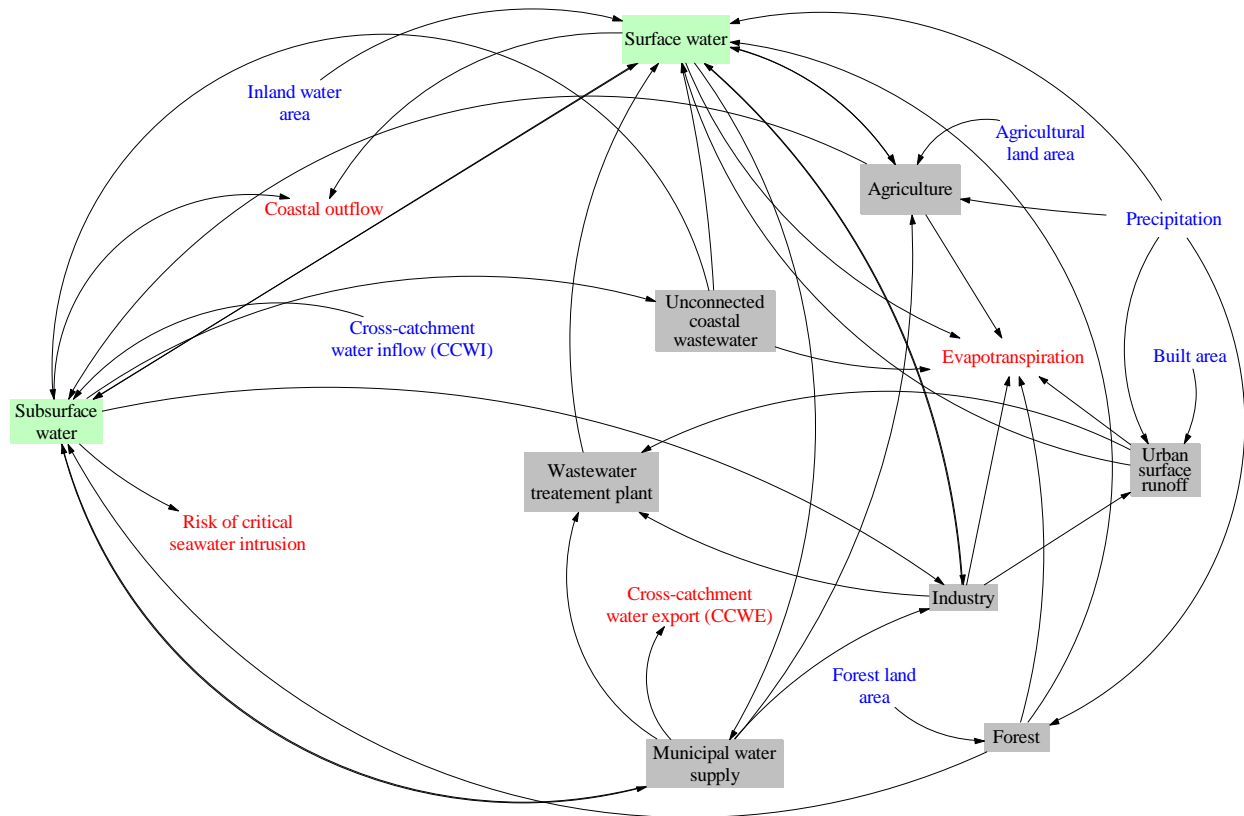 Surface water
Inland water
area
Agricultural
land area
Agriculture
Coastal outflow
Precipitation
Unconnected
coastal
wastewater
Cross-catchment
water inflow (CCWI)
Evapotranspiration
Built area
Subsurface
water
Wastewater
treatement plant
Urban
surface
runoff
Risk of critical
seawater intrusion
Cross-catchment
water export (CCWE)
Industry
Forest land
area
Forest
Municipal water
supply